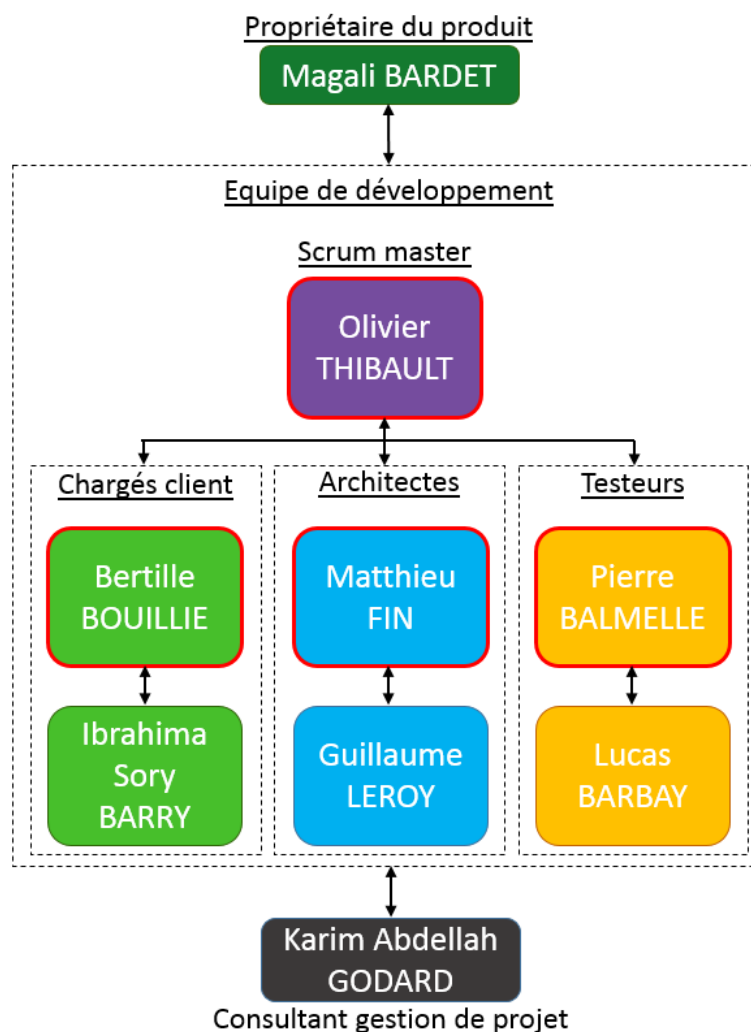 Propriétaire du produit
Magali BARDET
Equipe de développement
Scrum master
Olivier
THIBAULT
Chargés client
Bertille
BOUILLIE
Ibrahima
Sory
BARRY
Architectes
Matthieu
FIN
Guillaume
LEROY
Testeurs
Pierre
BALMELLE
Lucas
BARBAY
Karim Abdellah
GODARD
Consultant gestion de projet